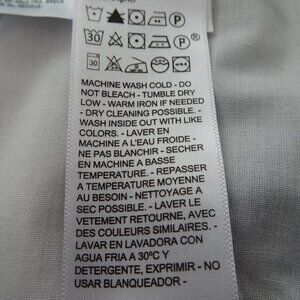 MACHINE WASH COLD - DO
NOT BLEACH - TUMBLE DRY
LOW - WARM IRON IF NEEDED
- DRY CLEANING POSSIBLE. -
WASH INSIDE OUT WITH LIKE
COLORS. - LAVER EN
MACHINE A L'EAU FROIDE -
NE PAS BLANCHIR - SECHER
EN MACHINE A BASSE
TEMPERATURE. - REPASSER
A TEMPERATURE MOYENNE
AU BESOIN - NETTOYAGE A
SEC POSSIBLE. - LAVER LE
VETEMENT RETOURNE, AVEC
DES COULEURS SIMILAIRES. -
LAVAR EN LAVADORA CON
AGUA FRIA A 30°C Y
DETERGENTE, EXPRIMIR - NO
USAR BLANQUEADOR. -